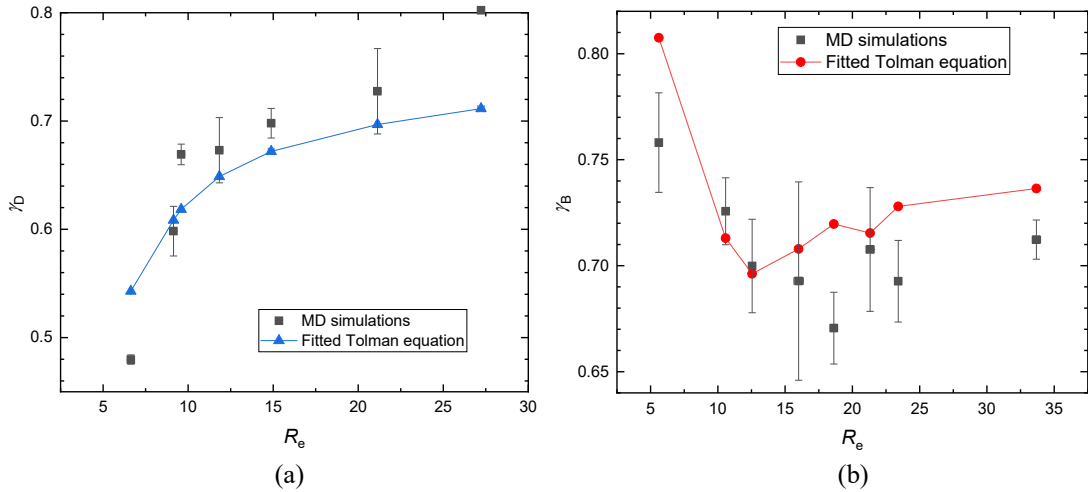 0.8
0.7
0.6
0.5
γD
MD simulations
Fitted Tolman equation
5
10
15
20
25
30
Re
(a)
0.80
0.75
0.70
0.65
γB
MD simulations
Fitted Tolman equation
5
10
15
20
25
30
35
Re
(b)